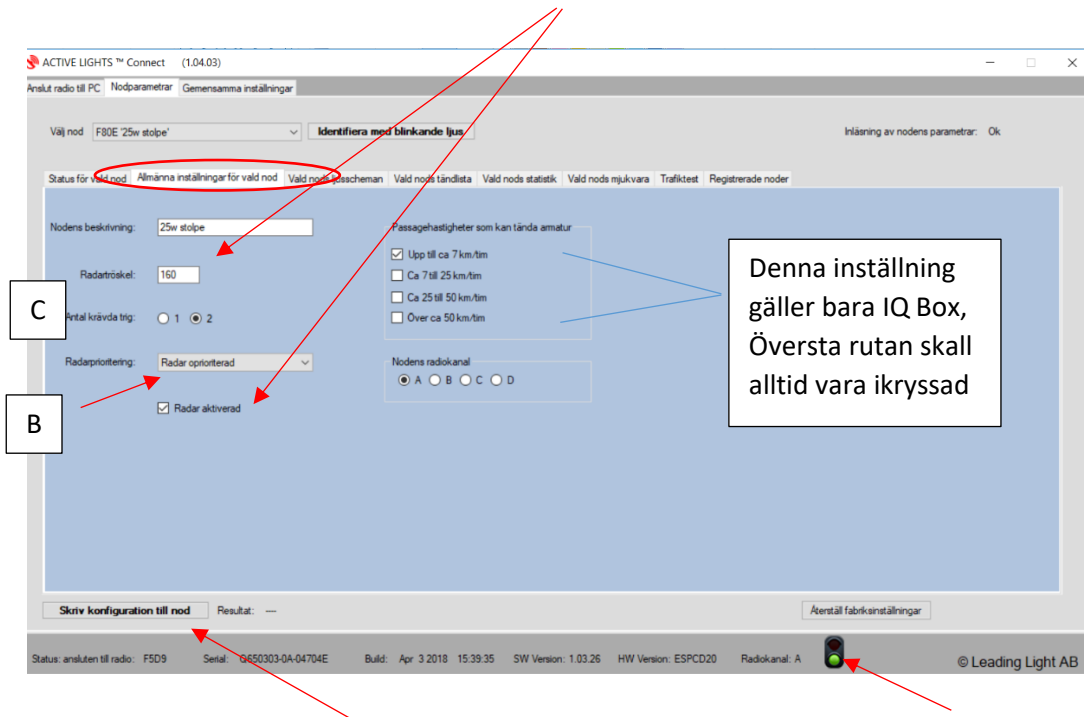 ACTIVE LIGHTS ™ Connect (1.04.03)
Anslut radio till PC Nodparametrar Gemensamma inställningar
Välj nod F80E '25w stolpe' Identifiera med blinkande ljus Inläsning av nodens parametrar: Ok
Status för vald nod Allmänna inställningar för vald nod Vald nods ljusscheman Vald nods tändlista Vald nods statistik Vald nods mjukvara Trafiktest Registrerade noder
Nodens beskrivning: 25w stolpe
Radartröskel: 160
C
Antal krävda trig: 1 2
Radarprioritering: Radar oprioriterad
B
Radar aktiverad
Passagehastigheter som kan tända armatur
Upp till ca 7 km/tim
Ca 7 till 25 km/tim
Ca 25 till 50 km/tim
Över ca 50 km/tim
Nodens radiokanal
A B C D
Denna inställning
gäller bara IQ Box,
Översta rutan skall
alltid vara ikryssad
Skriv konfiguration till nod Resultat: ---- Återställ fabriksinställningar
Status: ansluten till radio: F5D9 Serial: Q650303-0A-04704E Build: Apr 3 2018 15:39:35 SW Version: 1.03.26 HW Version: ESPCD20 Radiokanal: A © Leading Light AB